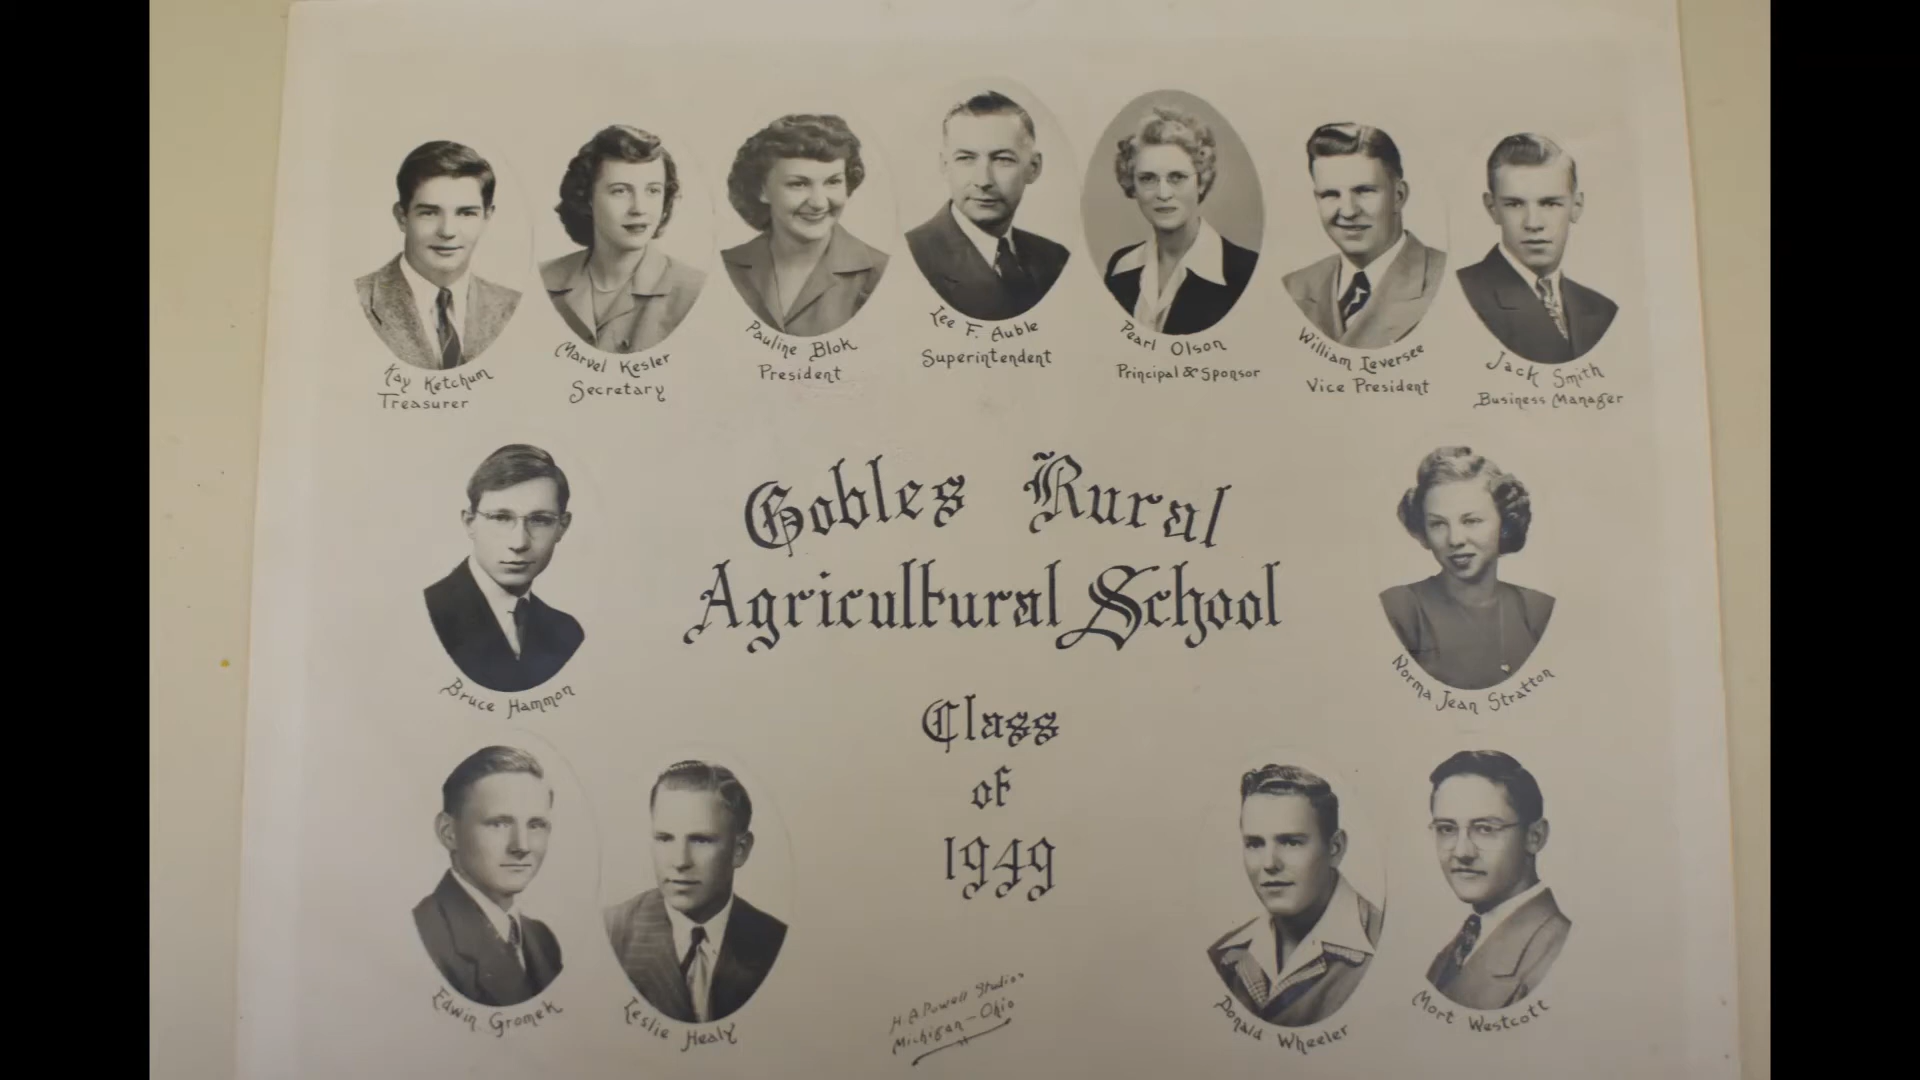 Kay Ketchum
Treasurer
Marvel Kesler
Secretary
Pauline Blok
President
Lee F. Auble
Superintendent
Pearl Olson
Principal & Sponsor
William Leversee
Vice President
Jack Smith
Business Manager
Bruce Hammon
Gobles Rural
Agricultural School
Norma Jean Stratton
Class
of
1949
Edwin Gromek
Leslie Healy
H.A. Powell Studios
Michigan-Ohio
Donald Wheeler
Mort Westcott